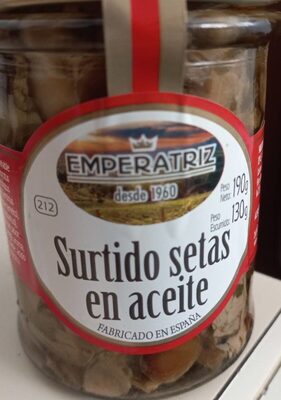 EMPERATRIZ
desde 1960
212
Peso
Neto: 190g
Peso
Escurrido: 130g
Surtido setas
en aceite
FABRICADO EN ESPAÑA